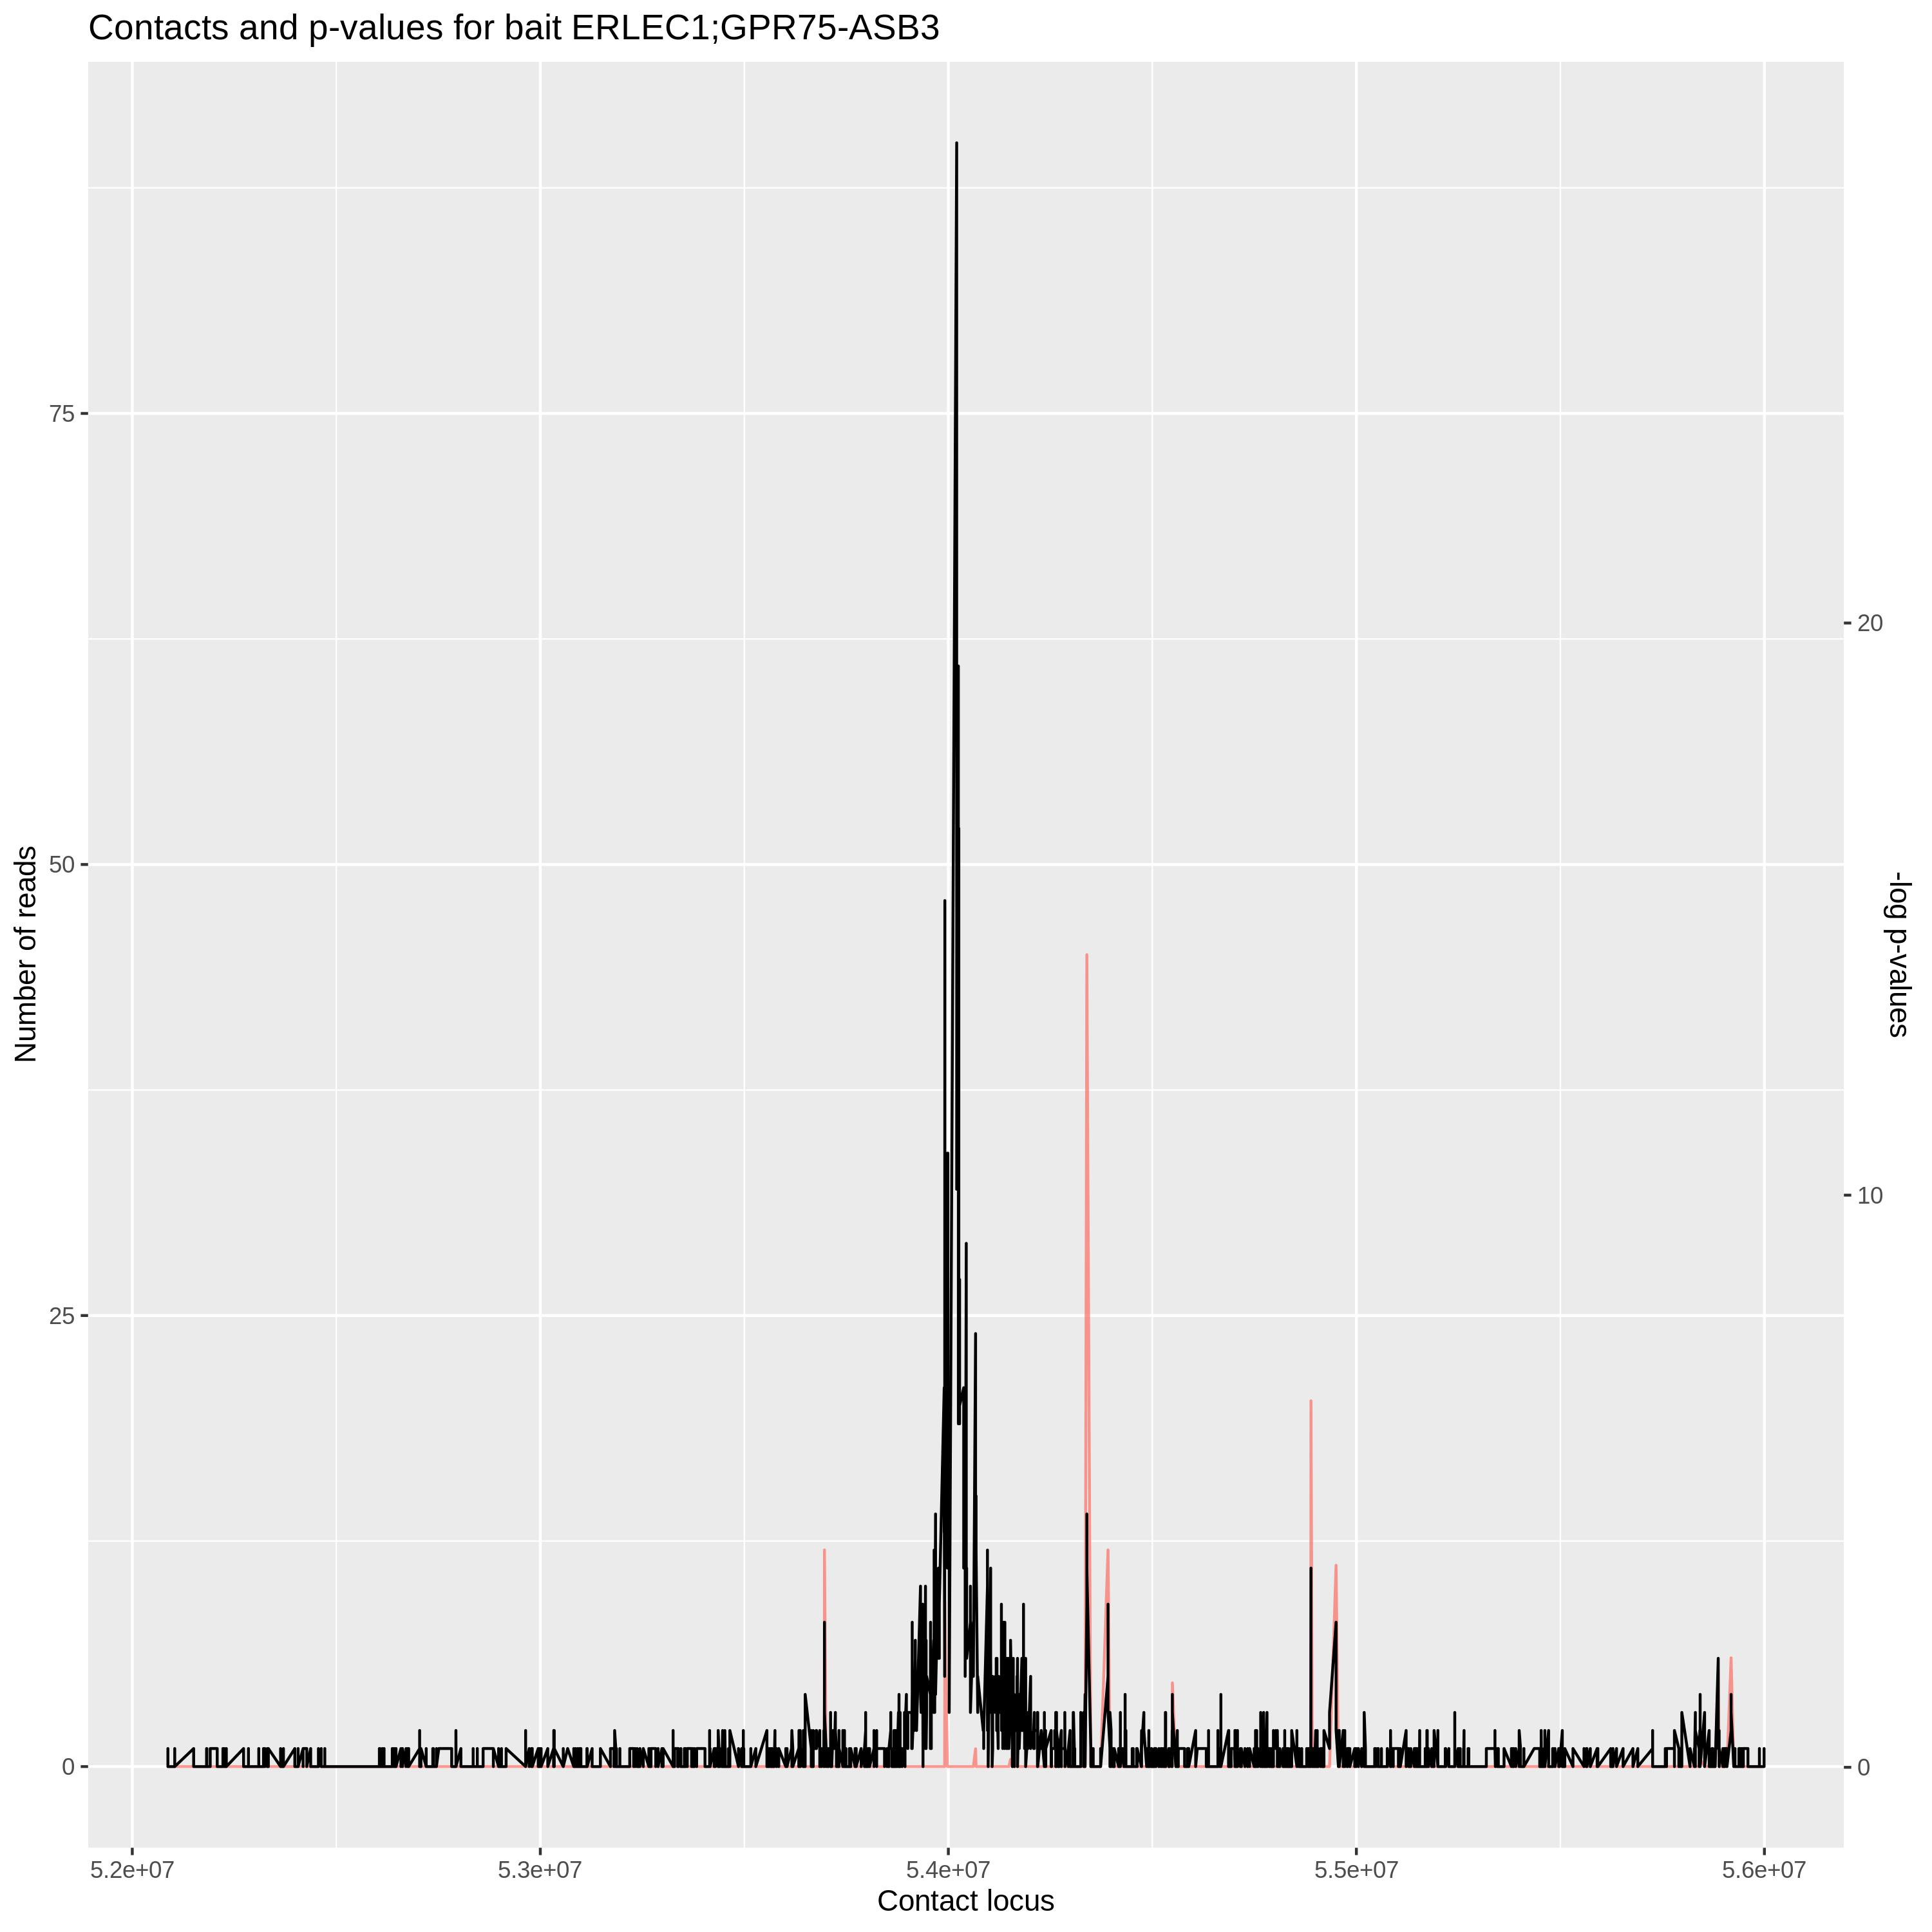 Contacts and p-values for bait ERLEC1;GPR75-ASB3
Number of reads
75
50
25
0
-log p-values
20
10
0
5.2e+07 5.3e+07 5.4e+07 5.5e+07 5.6e+07
Contact locus